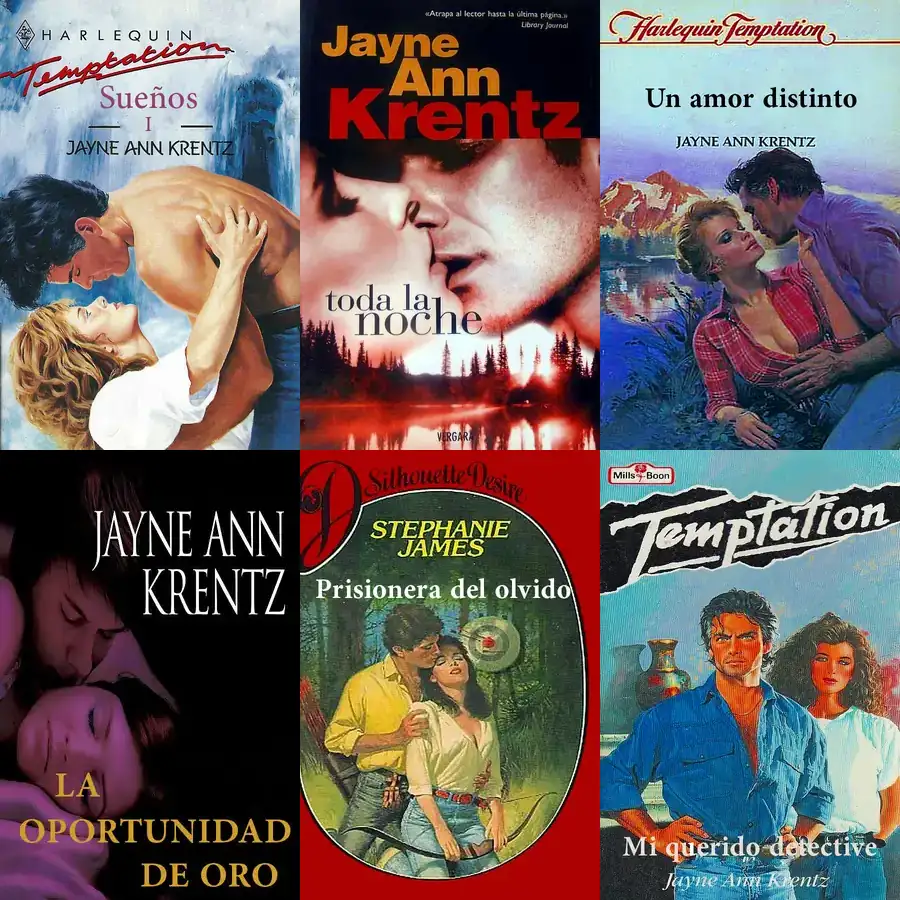 HARLEQUIN
Temptation
Sueños
I
JAYNE ANN KRENTZ
«Atrapa al lector hasta la última página.»
Library Journal
Jayne
Ann
Krentz
toda la
noche
VERGARA
Harlequin Temptation
Un amor distinto
JAYNE ANN KRENTZ
JAYNE ANN
KRENTZ
LA
OPORTUNIDAD
DE ORO
D
Silhouette Desire
STEPHANIE
JAMES
Prisionera del olvido
Mills & Boon
Temptation
Mi querido detective
Jayne Ann Krentz